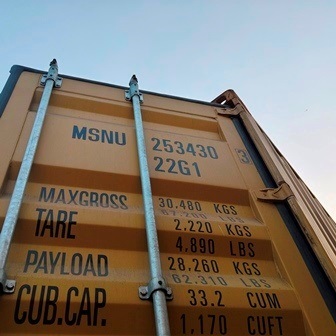 MSNU 253430 3
22G1
MAXGROSS 30.480 KGS
67.200 LBS
TARE 2.220 KGS
4.890 LBS
PAYLOAD 28.260 KGS
62.310 LBS
CUB.CAP. 33.2 CUM
1,170 CUFT